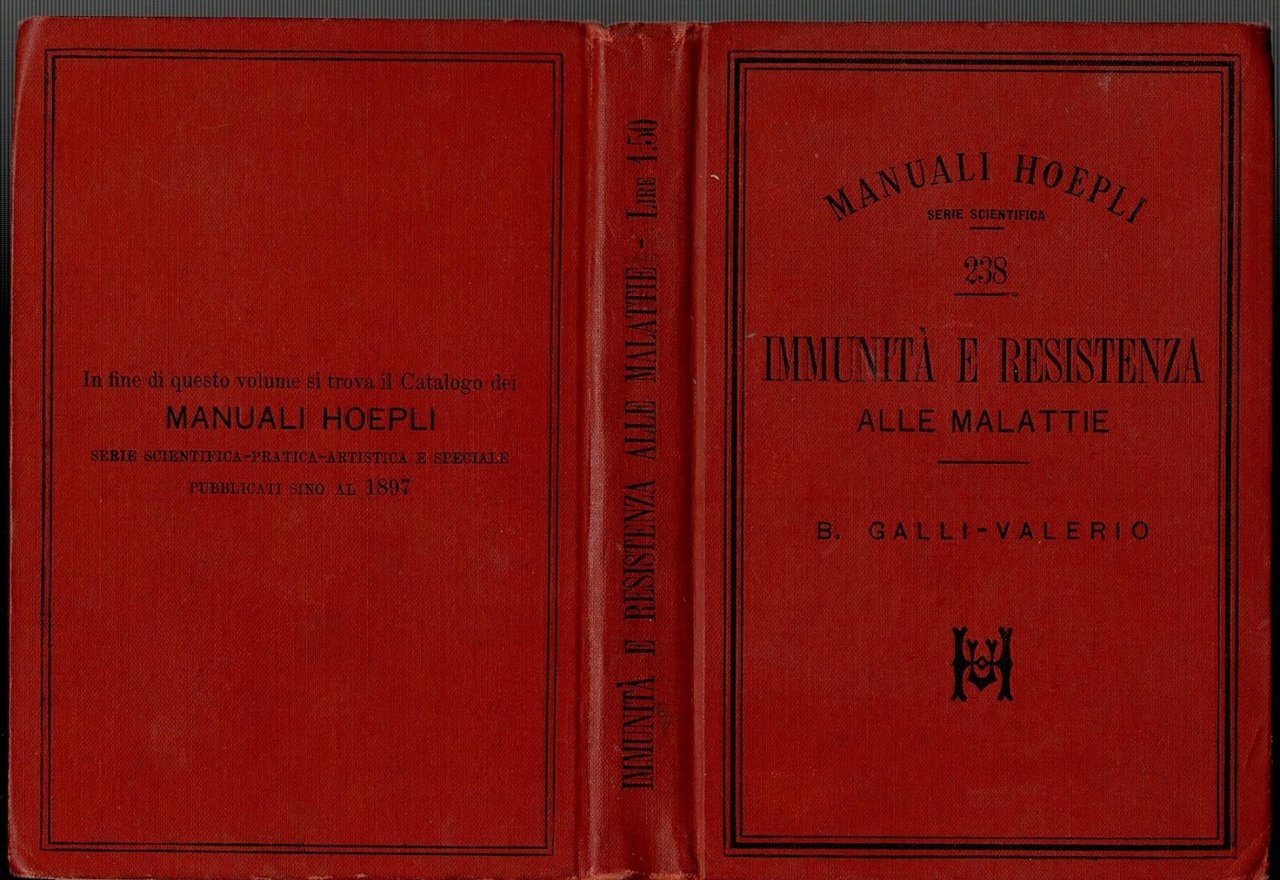 In fine di questo volume si trova il Catalogo dei
MANUALI HOEPLI
SERIE SCIENTIFICA-PRATICA-ARTISTICA E SPECIALE
PUBBLICATI SINO AL 1897
IMMUNITÀ E RESISTENZA ALLE MALATTIE - LIRE 1,50
MANUALI HOEPLI
SERIE SCIENTIFICA
238
IMMUNITÀ E RESISTENZA
ALLE MALATTIE
B. GALLI-VALERIO
UH